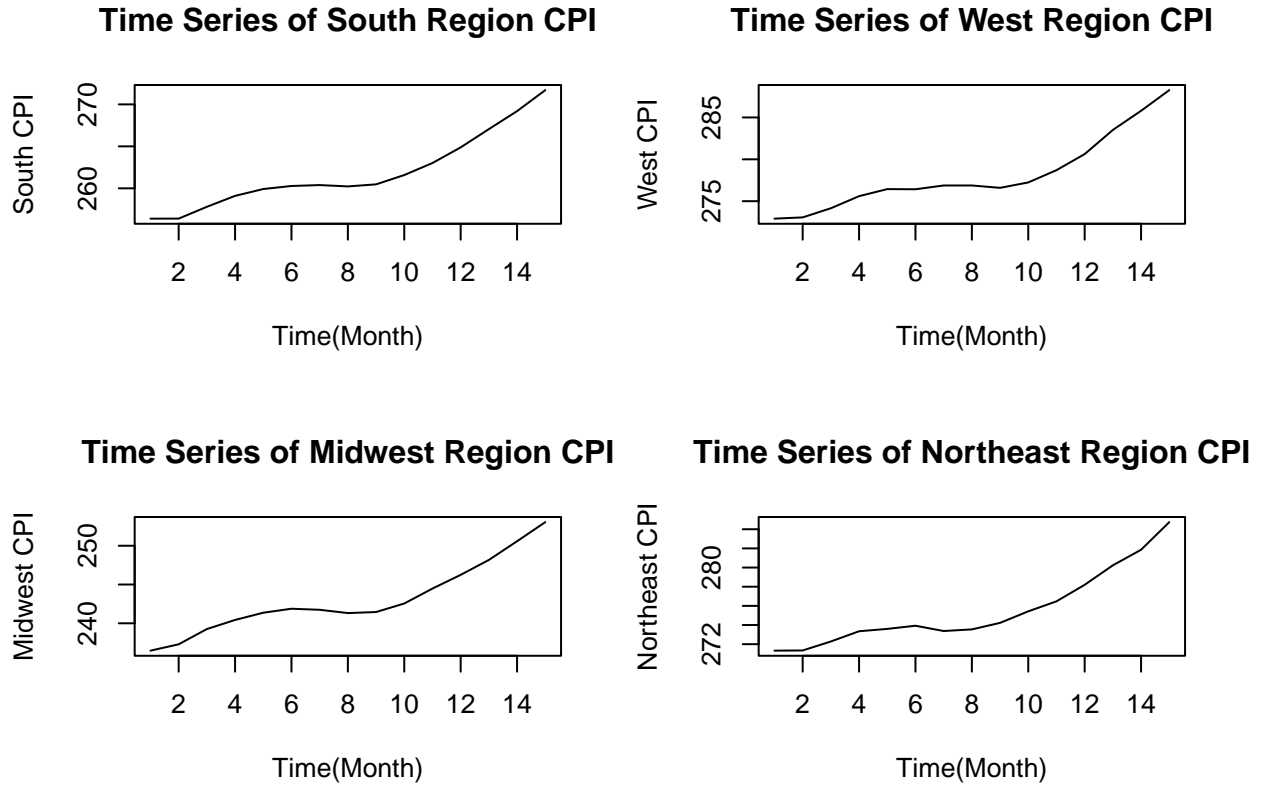 Time Series of South Region CPI
South CPI
260 270
2 4 6 8 10 12 14
Time(Month)
Time Series of West Region CPI
West CPI
275 285
2 4 6 8 10 12 14
Time(Month)
Time Series of Midwest Region CPI
Midwest CPI
240 250
2 4 6 8 10 12 14
Time(Month)
Time Series of Northeast Region CPI
Northeast CPI
272 280
2 4 6 8 10 12 14
Time(Month)